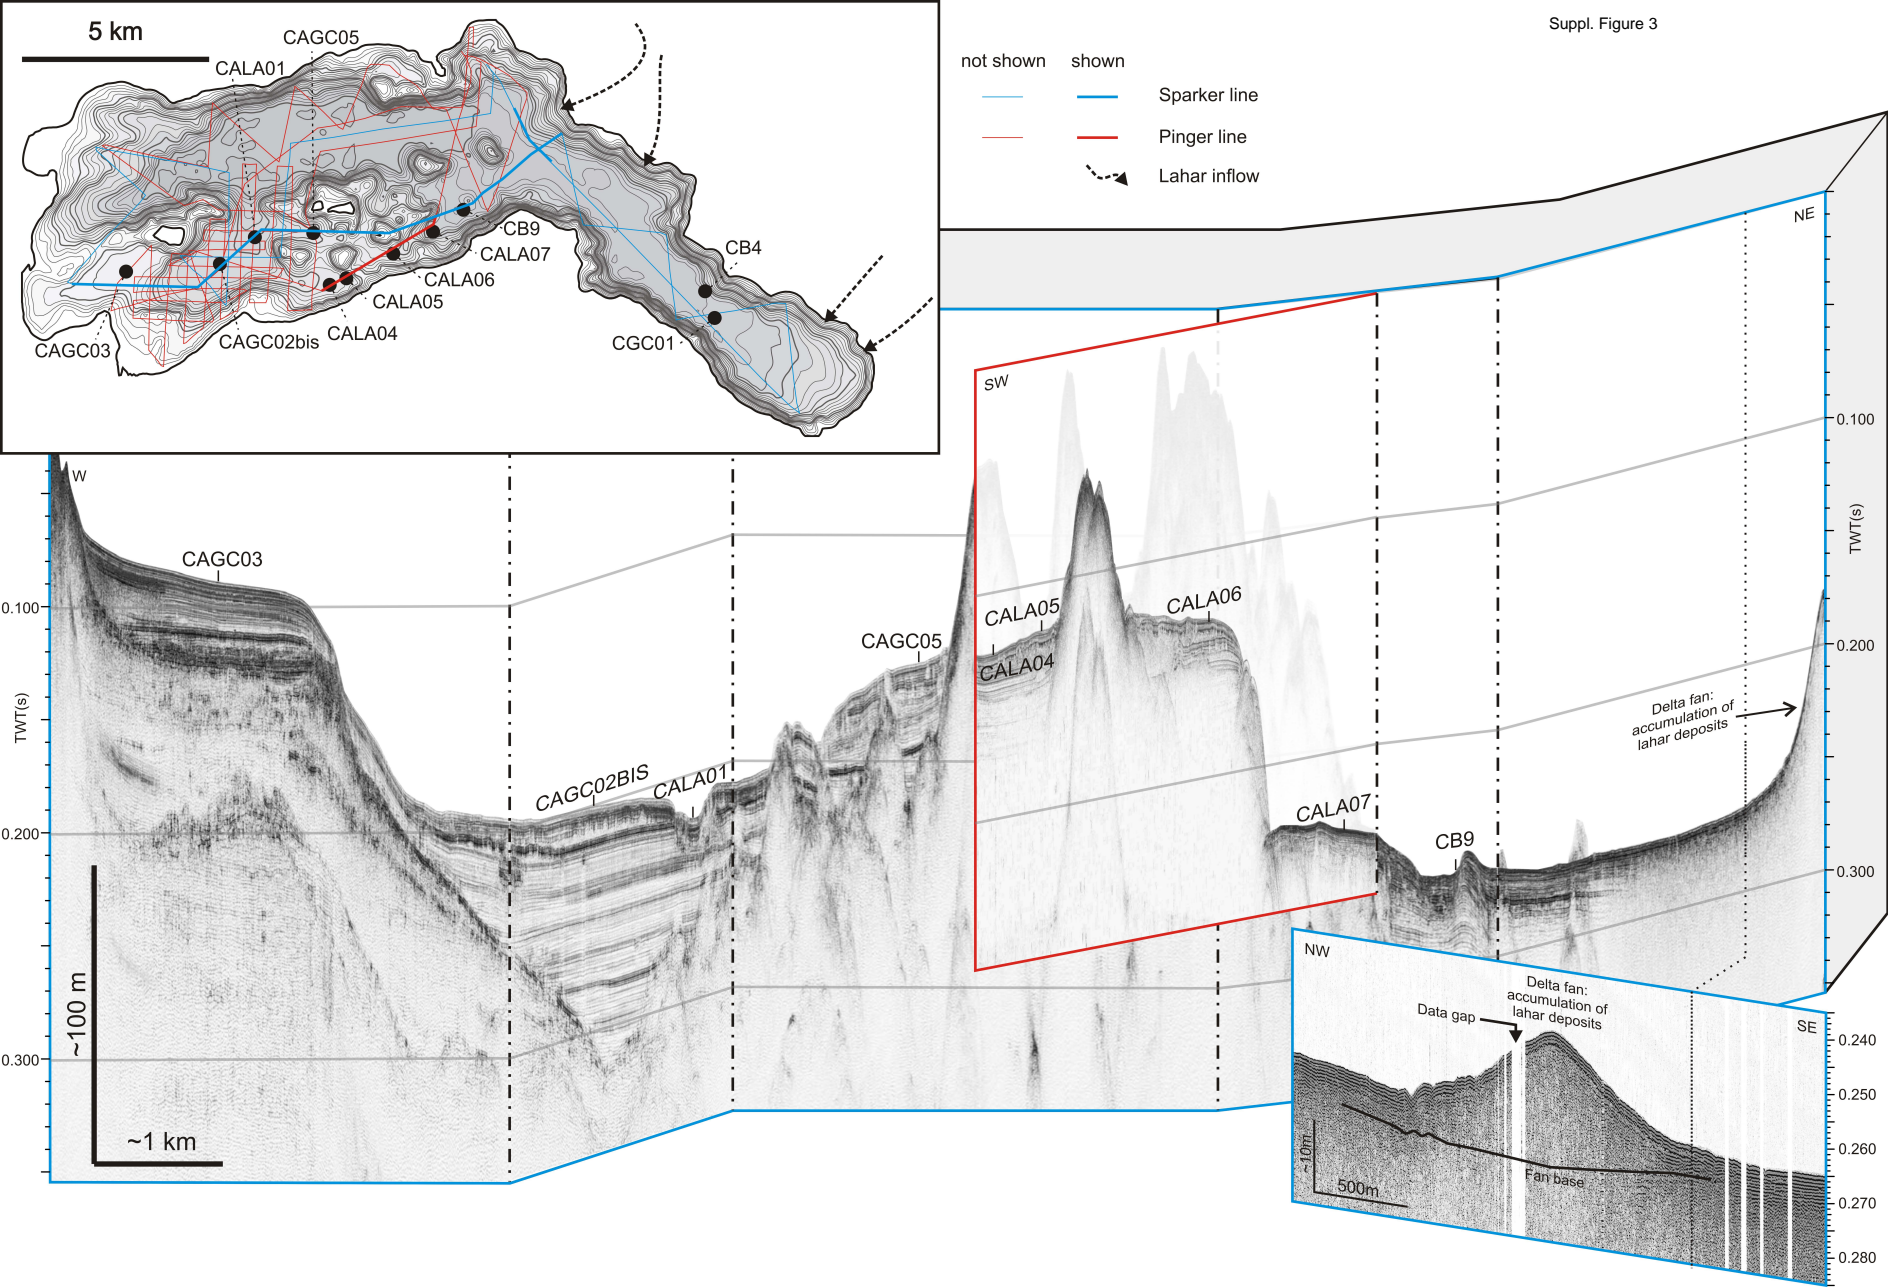 Suppl. Figure 3
5 km
CAGC05
CALA01
CB9
CALA07
CB4
CALA06
CALA05
CALA04
CAGC02bis
CAGC03
CGC01
not shown
shown
Sparker line
Pinger line
Lahar inflow
W
CAGC03
0.100
TWT(s)
0.200
0.300
~100 m
~1 km
CAGC02BIS
CALA01
CAGC05
SW
CALA05
CALA04
CALA06
CALA07
CB9
NE
0.100
TWT(s)
0.200
0.300
Delta fan:
accumulation of
lahar deposits
NW
Delta fan:
accumulation of
lahar deposits
Data gap
SE
Fan base
~10m
500m
0.240
0.250
0.260
0.270
0.280